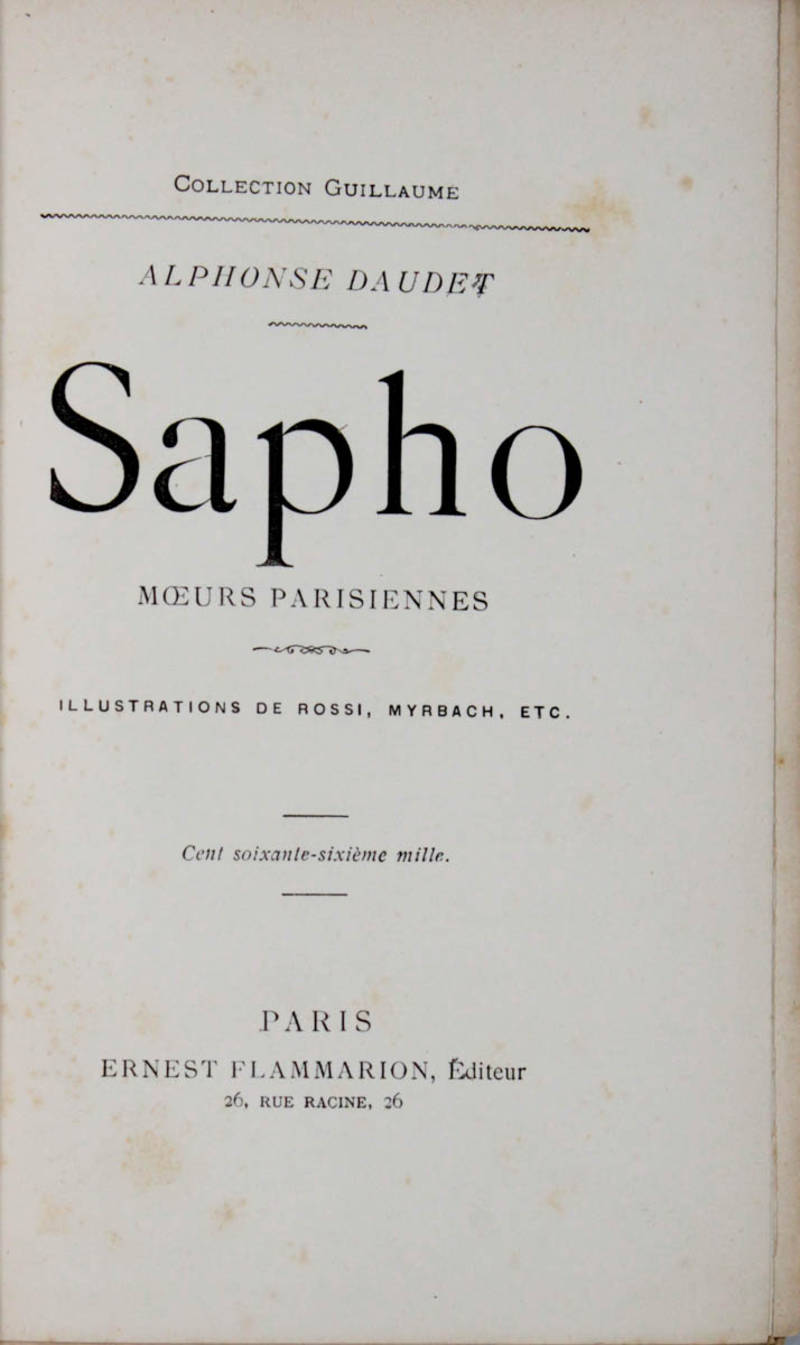 COLLECTION GUILLAUME
ALPHONSE DAUDET
Sapho
MŒURS PARISIENNES
ILLUSTRATIONS DE ROSSI, MYRBACH, ETC.
Cent soixante-sixième mille.
PARIS
ERNEST FLAMMARION, Éditeur
26, RUE RACINE, 26